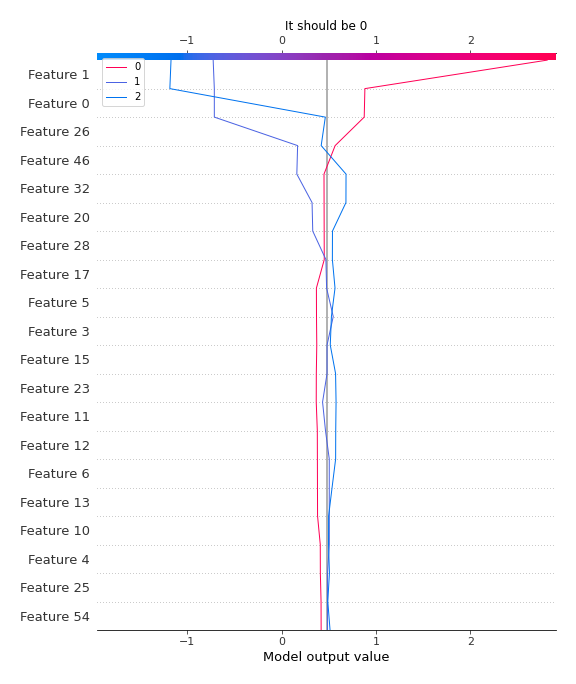 It should be 0
−1 0 1 2
0
1
2
Feature 1
Feature 0
Feature 26
Feature 46
Feature 32
Feature 20
Feature 28
Feature 17
Feature 5
Feature 3
Feature 15
Feature 23
Feature 11
Feature 12
Feature 6
Feature 13
Feature 10
Feature 4
Feature 25
Feature 54
−1 0 1 2
Model output value